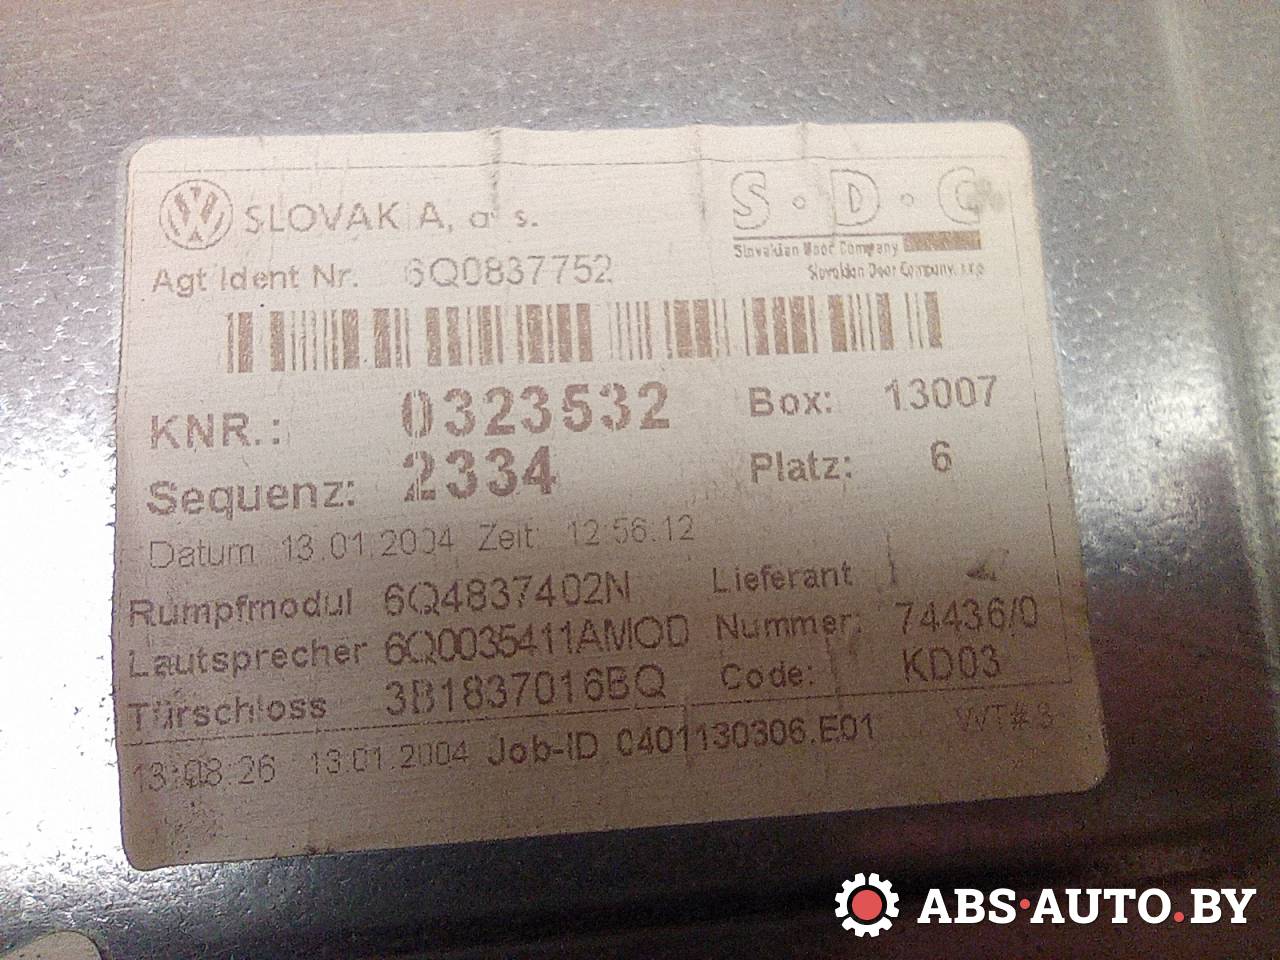 SLOVAKIA, a. s.
S·D·C
Slovakian Door Company
Slovakian Door Company, s.r.o
Agt Ident Nr. 6Q0837752
KNR.: 0323532 Box: 13007
Sequenz: 2334 Platz: 6
Datum 13.01.2004 Zeit: 12:56:12
Rumpfmodul 6Q4837402N Lieferant
Lautsprecher 6Q0035411AMOD Nummer: 74436/0
Türschloss 3B1837016BQ Code: KD03
13:08:26 13.01.2004 Job-ID 0401130306.E01 WT# 3
ABS·AUTO.BY